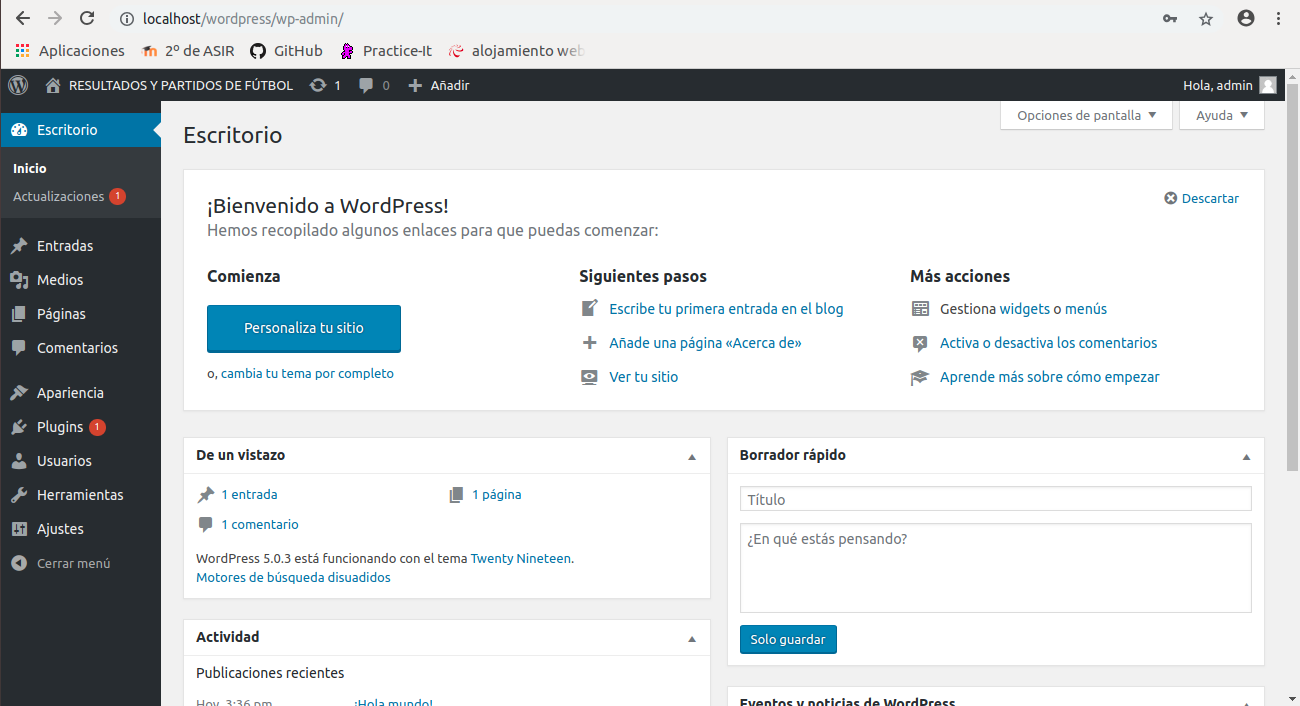 localhost/wordpress/wp-admin/
Aplicaciones 2º de ASIR GitHub Practice-It alojamiento web
RESULTADOS Y PARTIDOS DE FÚTBOL 1 0 Añadir Hola, admin
Opciones de pantalla Ayuda
Escritorio
Inicio
Actualizaciones 1
Entradas
Medios
Páginas
Comentarios
Apariencia
Plugins 1
Usuarios
Herramientas
Ajustes
Cerrar menú
Escritorio
¡Bienvenido a WordPress!
Descartar
Hemos recopilado algunos enlaces para que puedas comenzar:
Comienza
Personaliza tu sitio
o, cambia tu tema por completo
Siguientes pasos
Escribe tu primera entrada en el blog
Añade una página «Acerca de»
Ver tu sitio
Más acciones
Gestiona widgets o menús
Activa o desactiva los comentarios
Aprende más sobre cómo empezar
De un vistazo
1 entrada 1 página
1 comentario
WordPress 5.0.3 está funcionando con el tema Twenty Nineteen.
Motores de búsqueda disuadidos
Actividad
Publicaciones recientes
Hoy, 3:36 pm ¡Hola mundo!
Borrador rápido
Título
¿En qué estás pensando?
Solo guardar
Eventos y noticias de WordPress